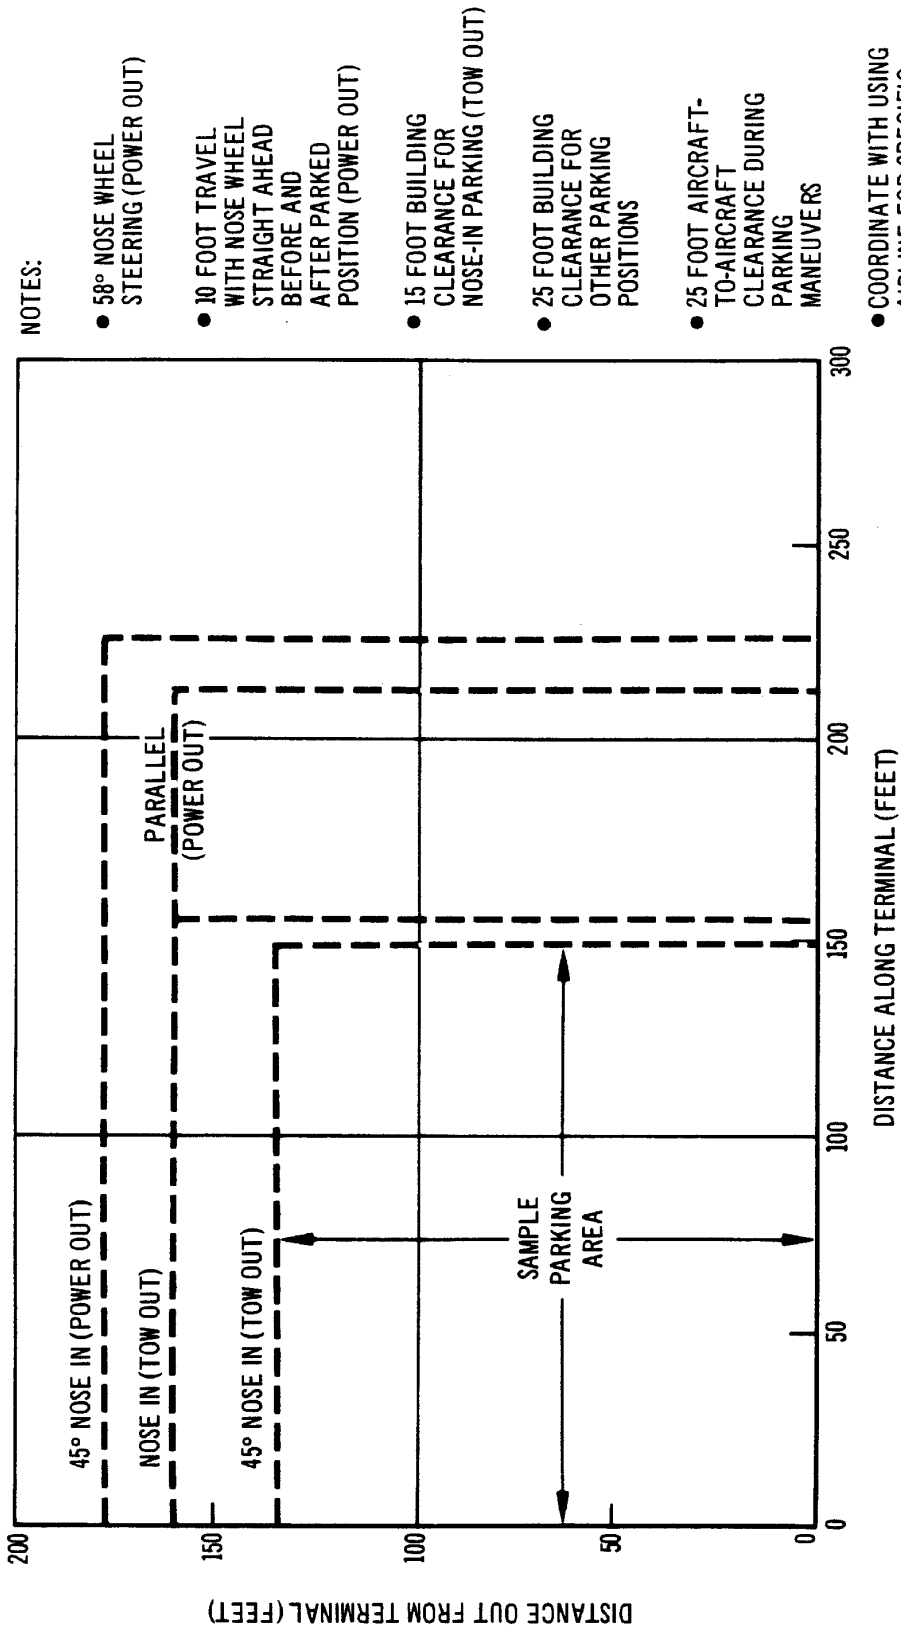 NOTES:
● 58° NOSE WHEEL
STEERING (POWER OUT)
● 10 FOOT TRAVEL
WITH NOSE WHEEL
STRAIGHT AHEAD
BEFORE AND
AFTER PARKED
POSITION (POWER OUT)
● 15 FOOT BUILDING
CLEARANCE FOR
NOSE-IN PARKING (TOW OUT)
● 25 FOOT BUILDING
CLEARANCE FOR
OTHER PARKING
POSITIONS
● 25 FOOT AIRCRAFT-
TO-AIRCRAFT
CLEARANCE DURING
PARKING
MANEUVERS
● COORDINATE WITH USING
AIRLINE FOR SPECIFIC
DISTANCE OUT FROM TERMINAL (FEET)
200
150
100
50
0
45° NOSE IN (POWER OUT)
NOSE IN (TOW OUT)
45° NOSE IN (TOW OUT)
PARALLEL
(POWER OUT)
SAMPLE
PARKING
AREA
0
50
100
150
200
250
300
DISTANCE ALONG TERMINAL (FEET)